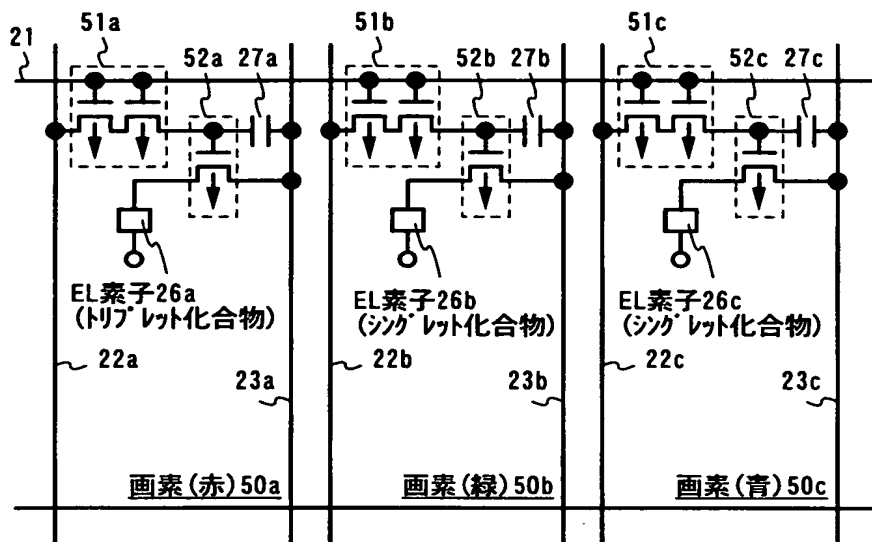 21
51a
52a
27a
51b
52b
27b
51c
52c
27c
EL素子26a
(トリプレット化合物)
EL素子26b
(シングレット化合物)
EL素子26c
(シングレット化合物)
22a
23a
22b
23b
22c
23c
画素(赤)50a
画素(緑)50b
画素(青)50c